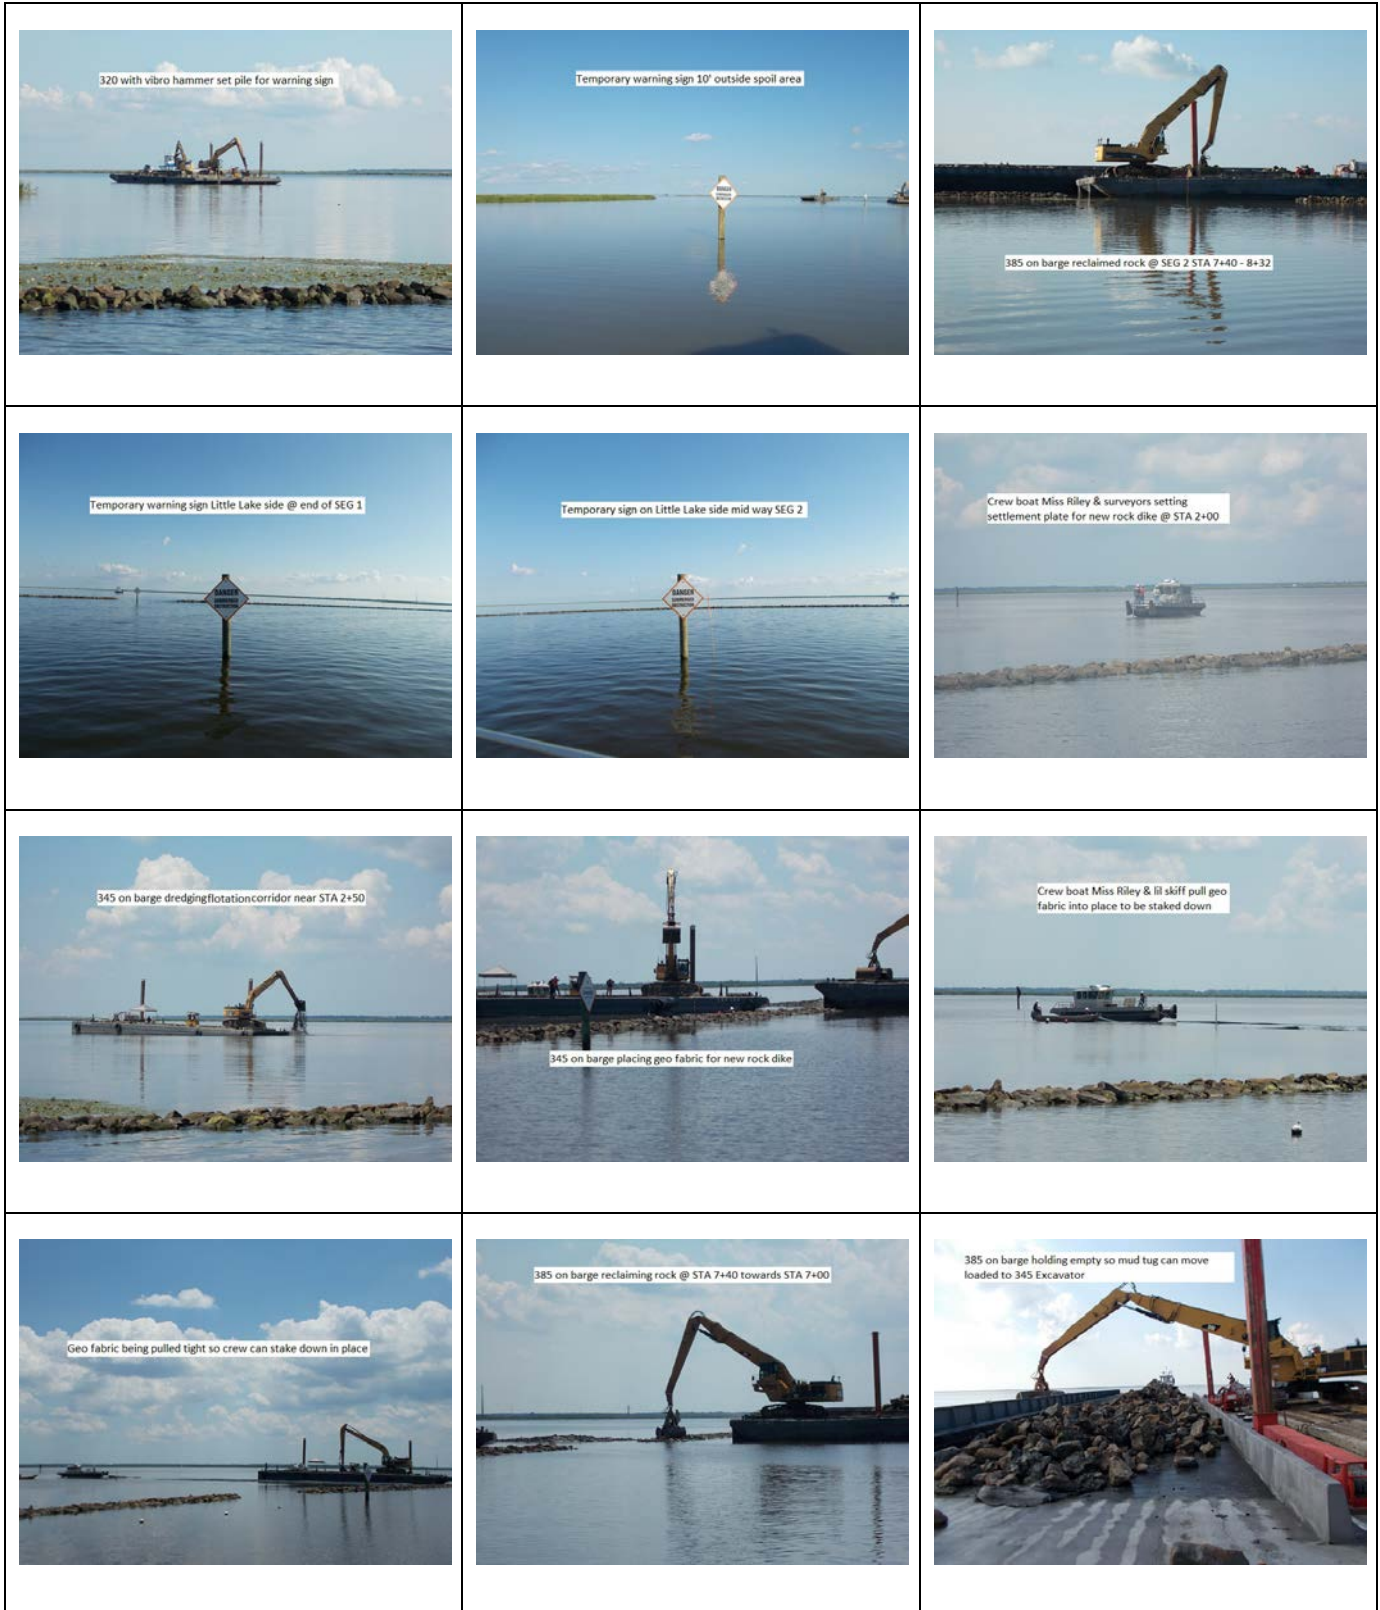 320 with vibro hammer set pile for warning sign
Temporary warning sign 10' outside spoil area
DANGER
385 on barge reclaimed rock @ SEG 2 STA 7+40 - 8+32
Temporary warning sign Little Lake side @ end of SEG 1
DANGER
SUBMERGED
OBSTRUCTION
Temporary sign on Little Lake side mid way SEG 2
DANGER
SUBMERGED
OBSTRUCTION
Crew boat Miss Riley & surveyors setting
settlement plate for new rock dike @ STA 2+00
345 on barge dredgingflotationcorridor near STA 2+50
345 on barge placing geo fabric for new rock dike
Crew boat Miss Riley & lil skiff pull geo
fabric into place to be staked down
Geo fabric being pulled tight so crew can stake down in place
385 on barge reclaiming rock @ STA 7+40 towards STA 7+00
385 on barge holding empty so mud tug can move
loaded to 345 Excavator